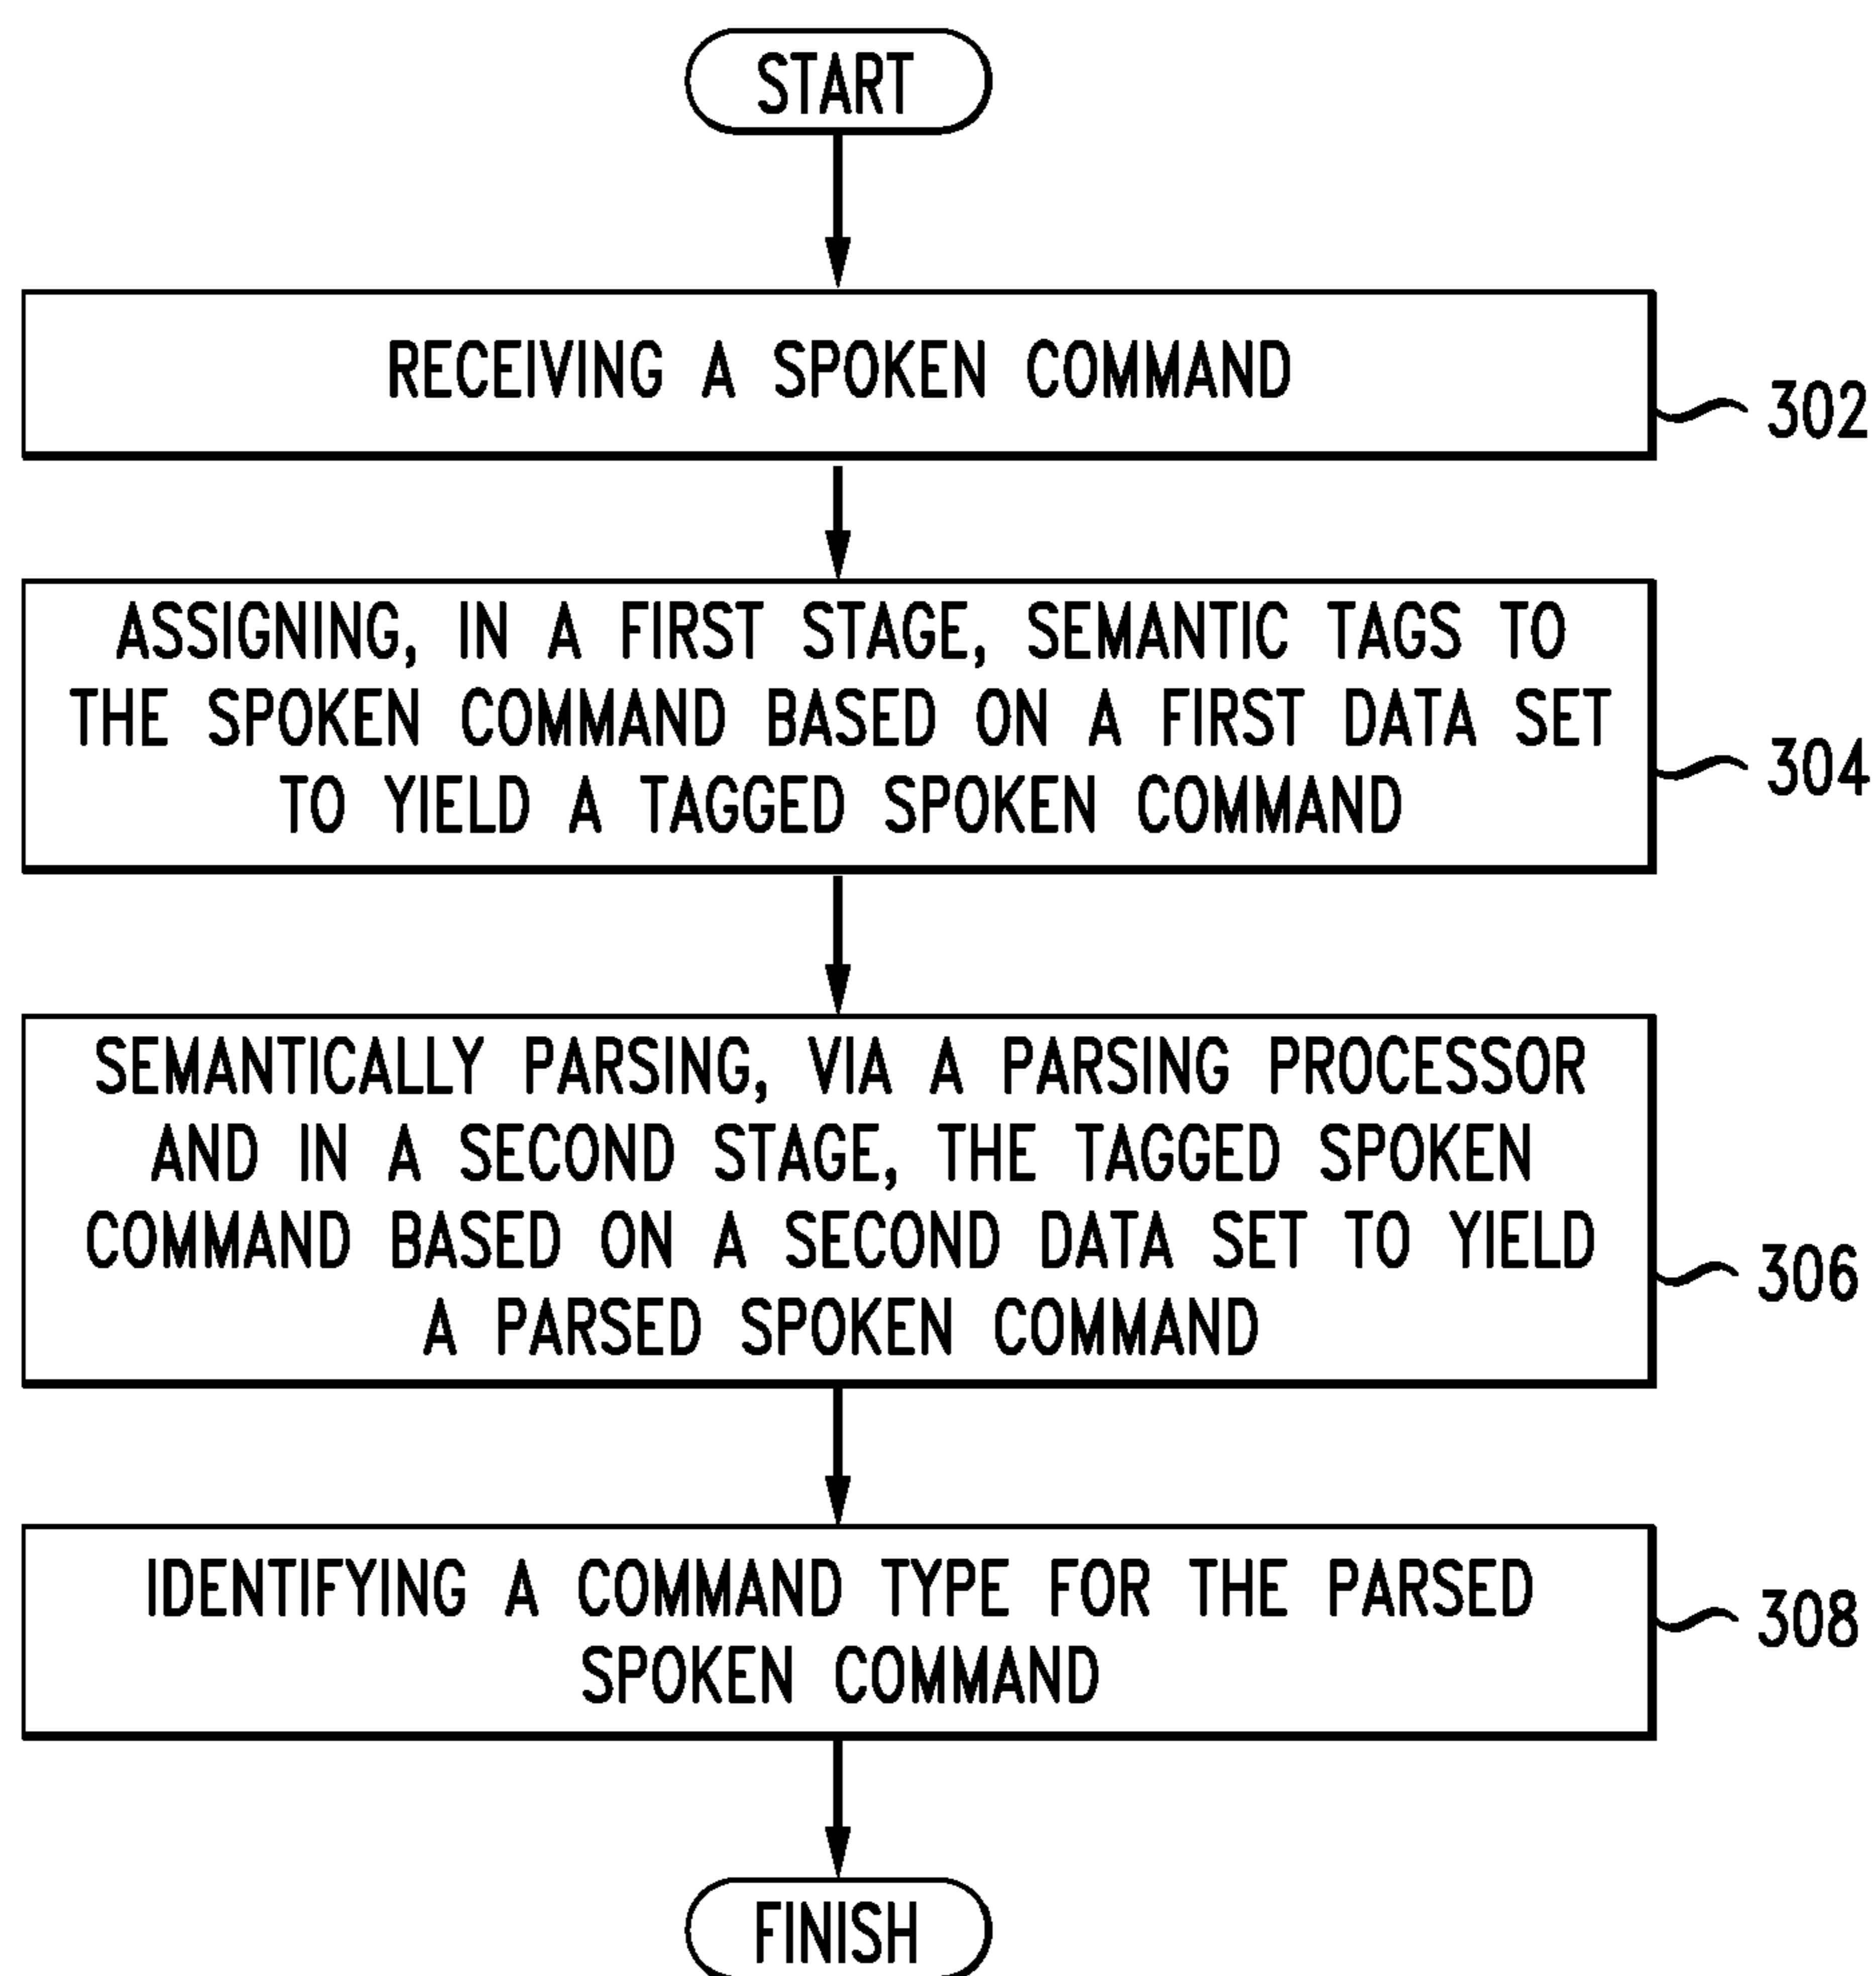 START
RECEIVING A SPOKEN COMMAND
302
ASSIGNING, IN A FIRST STAGE, SEMANTIC TAGS TO
THE SPOKEN COMMAND BASED ON A FIRST DATA SET
TO YIELD A TAGGED SPOKEN COMMAND
304
SEMANTICALLY PARSING, VIA A PARSING PROCESSOR
AND IN A SECOND STAGE, THE TAGGED SPOKEN
COMMAND BASED ON A SECOND DATA SET TO YIELD
A PARSED SPOKEN COMMAND
306
IDENTIFYING A COMMAND TYPE FOR THE PARSED
SPOKEN COMMAND
308
FINISH